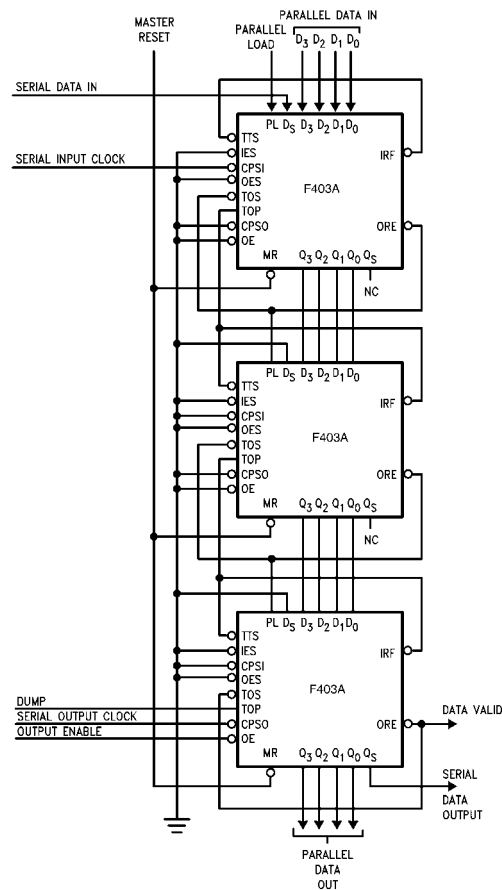 PARALLEL DATA IN
MASTER RESET
PARALLEL LOAD
D3 D2 D1 D0
SERIAL DATA IN
PL DS D3 D2 D1 D0
TTS
IES
IRF
SERIAL INPUT CLOCK
CPSI
OES
F403A
TOS
TOP
CPSO
ORE
OE
MR Q3 Q2 Q1 Q0 QS
NC
PL DS D3 D2 D1 D0
TTS
IES
IRF
CPSI
OES
F403A
TOS
TOP
CPSO
ORE
OE
MR Q3 Q2 Q1 Q0 QS
NC
PL DS D3 D2 D1 D0
TTS
IES
IRF
CPSI
OES
F403A
TOS
DUMP
TOP
DATA VALID
SERIAL OUTPUT CLOCK
CPSO
ORE
OUTPUT ENABLE
OE
MR Q3 Q2 Q1 Q0 QS
SERIAL
DATA
OUTPUT
PARALLEL
DATA
OUT